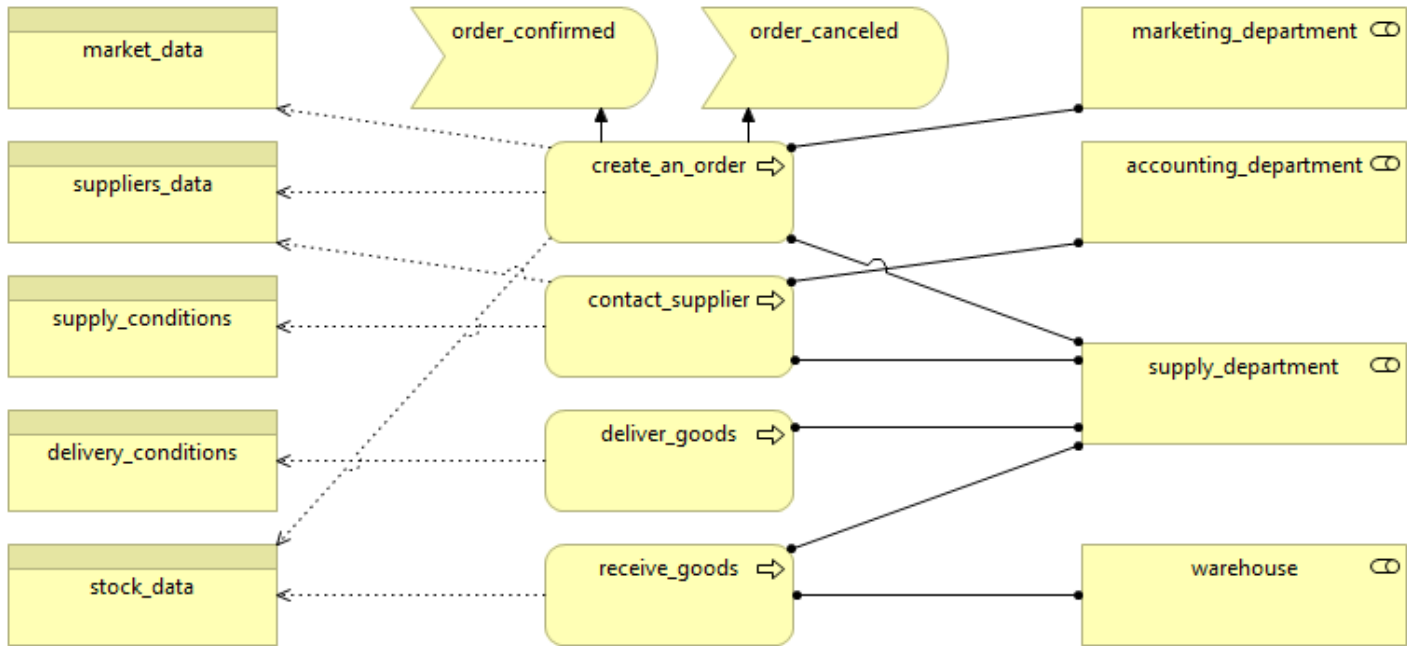 market_data
order_confirmed
order_canceled
marketing_department
suppliers_data
create_an_order
accounting_department
supply_conditions
contact_supplier
supply_department
delivery_conditions
deliver_goods
stock_data
receive_goods
warehouse